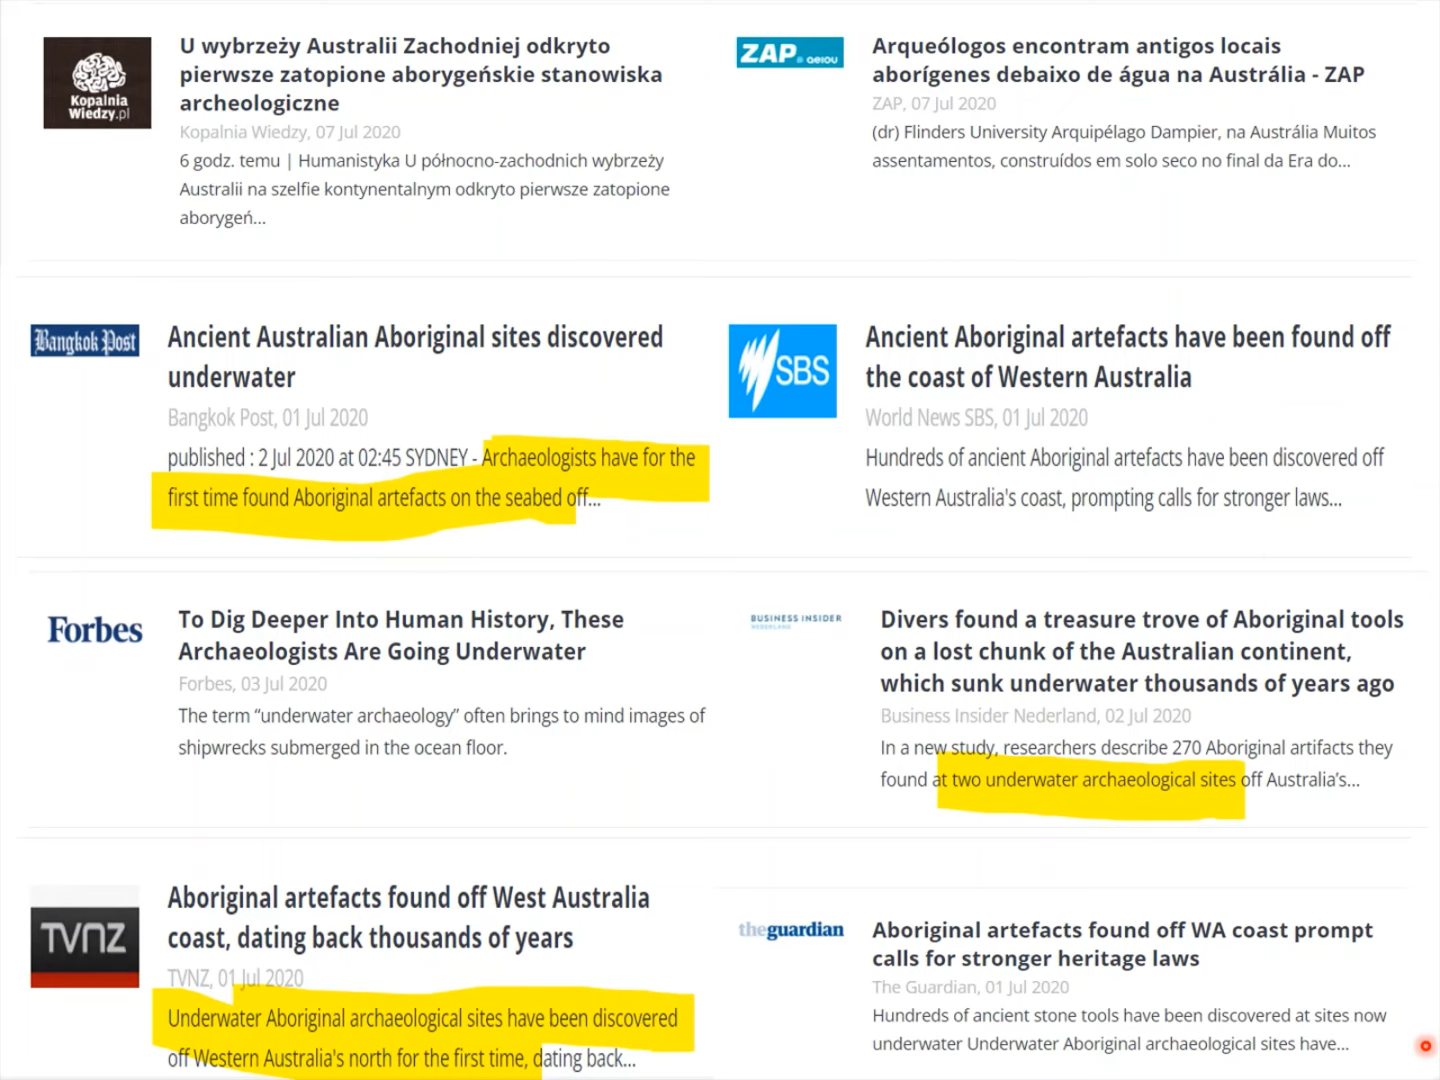 Kopalnia
Wiedzy.pl
U wybrzeży Australii Zachodniej odkryto
pierwsze zatopione aborygeńskie stanowiska
archeologiczne
Kopalnia Wiedzy, 07 Jul 2020
6 godz. temu | Humanistyka U północno-zachodnich wybrzeży
Australii na szelfie kontynentalnym odkryto pierwsze zatopione
aborygeń...
ZAP.aeiou
Arqueólogos encontram antigos locais
aborígenes debaixo de água na Austrália - ZAP
ZAP, 07 Jul 2020
(dr) Flinders University Arquipélago Dampier, na Austrália Muitos
assentamentos, construídos em solo seco no final da Era do...
Bangkok Post
Ancient Australian Aboriginal sites discovered
underwater
Bangkok Post, 01 Jul 2020
published : 2 Jul 2020 at 02:45 SYDNEY - Archaeologists have for the
first time found Aboriginal artefacts on the seabed off...
SBS
Ancient Aboriginal artefacts have been found off
the coast of Western Australia
World News SBS, 01 Jul 2020
Hundreds of ancient Aboriginal artefacts have been discovered off
Western Australia's coast, prompting calls for stronger laws...
Forbes
To Dig Deeper Into Human History, These
Archaeologists Are Going Underwater
Forbes, 03 Jul 2020
The term “underwater archaeology” often brings to mind images of
shipwrecks submerged in the ocean floor.
BUSINESS INSIDER
NEDERLAND
Divers found a treasure trove of Aboriginal tools
on a lost chunk of the Australian continent,
which sunk underwater thousands of years ago
Business Insider Nederland, 02 Jul 2020
In a new study, researchers describe 270 Aboriginal artifacts they
found at two underwater archaeological sites off Australia’s...
TVNZ
Aboriginal artefacts found off West Australia
coast, dating back thousands of years
TVNZ, 01 Jul 2020
Underwater Aboriginal archaeological sites have been discovered
off Western Australia's north for the first time, dating back...
theguardian
Aboriginal artefacts found off WA coast prompt
calls for stronger heritage laws
The Guardian, 01 Jul 2020
Hundreds of ancient stone tools have been discovered at sites now
underwater Underwater Aboriginal archaeological sites have...